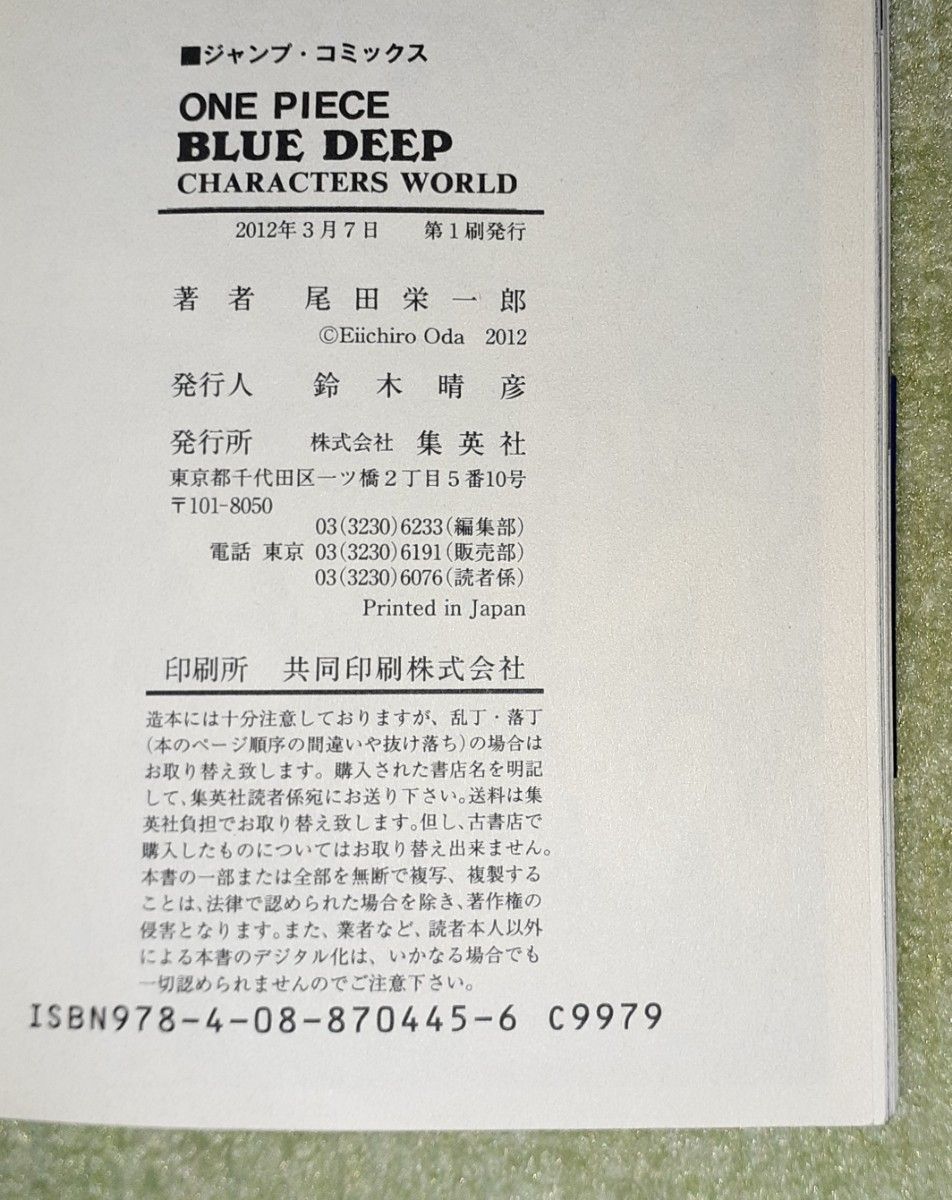 ■ジャンプ・コミックス
ONE PIECE
BLUE DEEP
CHARACTERS WORLD
2012年3月7日 第1刷発行
著者 尾田栄一郎
©Eiichiro Oda 2012
発行人 鈴木晴彦
発行所 株式会社 集英社
東京都千代田区一ツ橋2丁目5番10号
〒101-8050
03(3230)6233(編集部)
電話 東京 03(3230)6191(販売部)
03(3230)6076(読者係)
Printed in Japan
印刷所 共同印刷株式会社
造本には十分注意しておりますが、乱丁・落丁
(本のページ順序の間違いや抜け落ち)の場合は
お取り替え致します。購入された書店名を明記
して、集英社読者係宛にお送り下さい。送料は集
英社負担でお取り替え致します。但し、古書店で
購入したものについてはお取り替え出来ません。
本書の一部または全部を無断で複写、複製する
ことは、法律で認められた場合を除き、著作権の
侵害となります。また、業者など、読者本人以外
による本書のデジタル化は、いかなる場合でも
一切認められませんのでご注意下さい。
ISBN978-4-08-870445-6 C9979